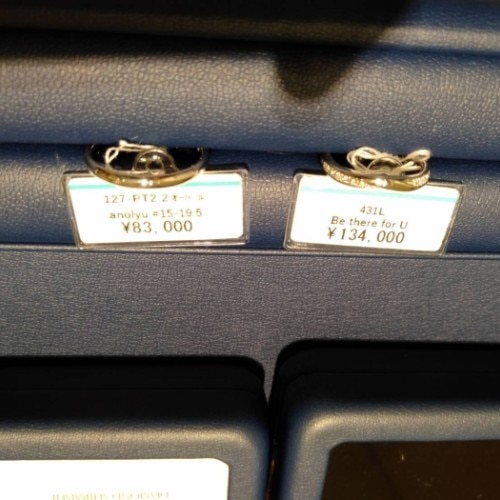 127-PT2.2
anolyu #15-19.5
¥83,000
431L
Be there for U
¥134,000